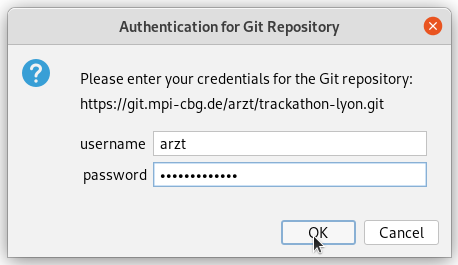 Authentication for Git Repository
Please enter your credentials for the Git repository:
https://git.mpi-cbg.de/arzt/trackathon-lyon.git
username arzt
password •••••••••••••
OK Cancel